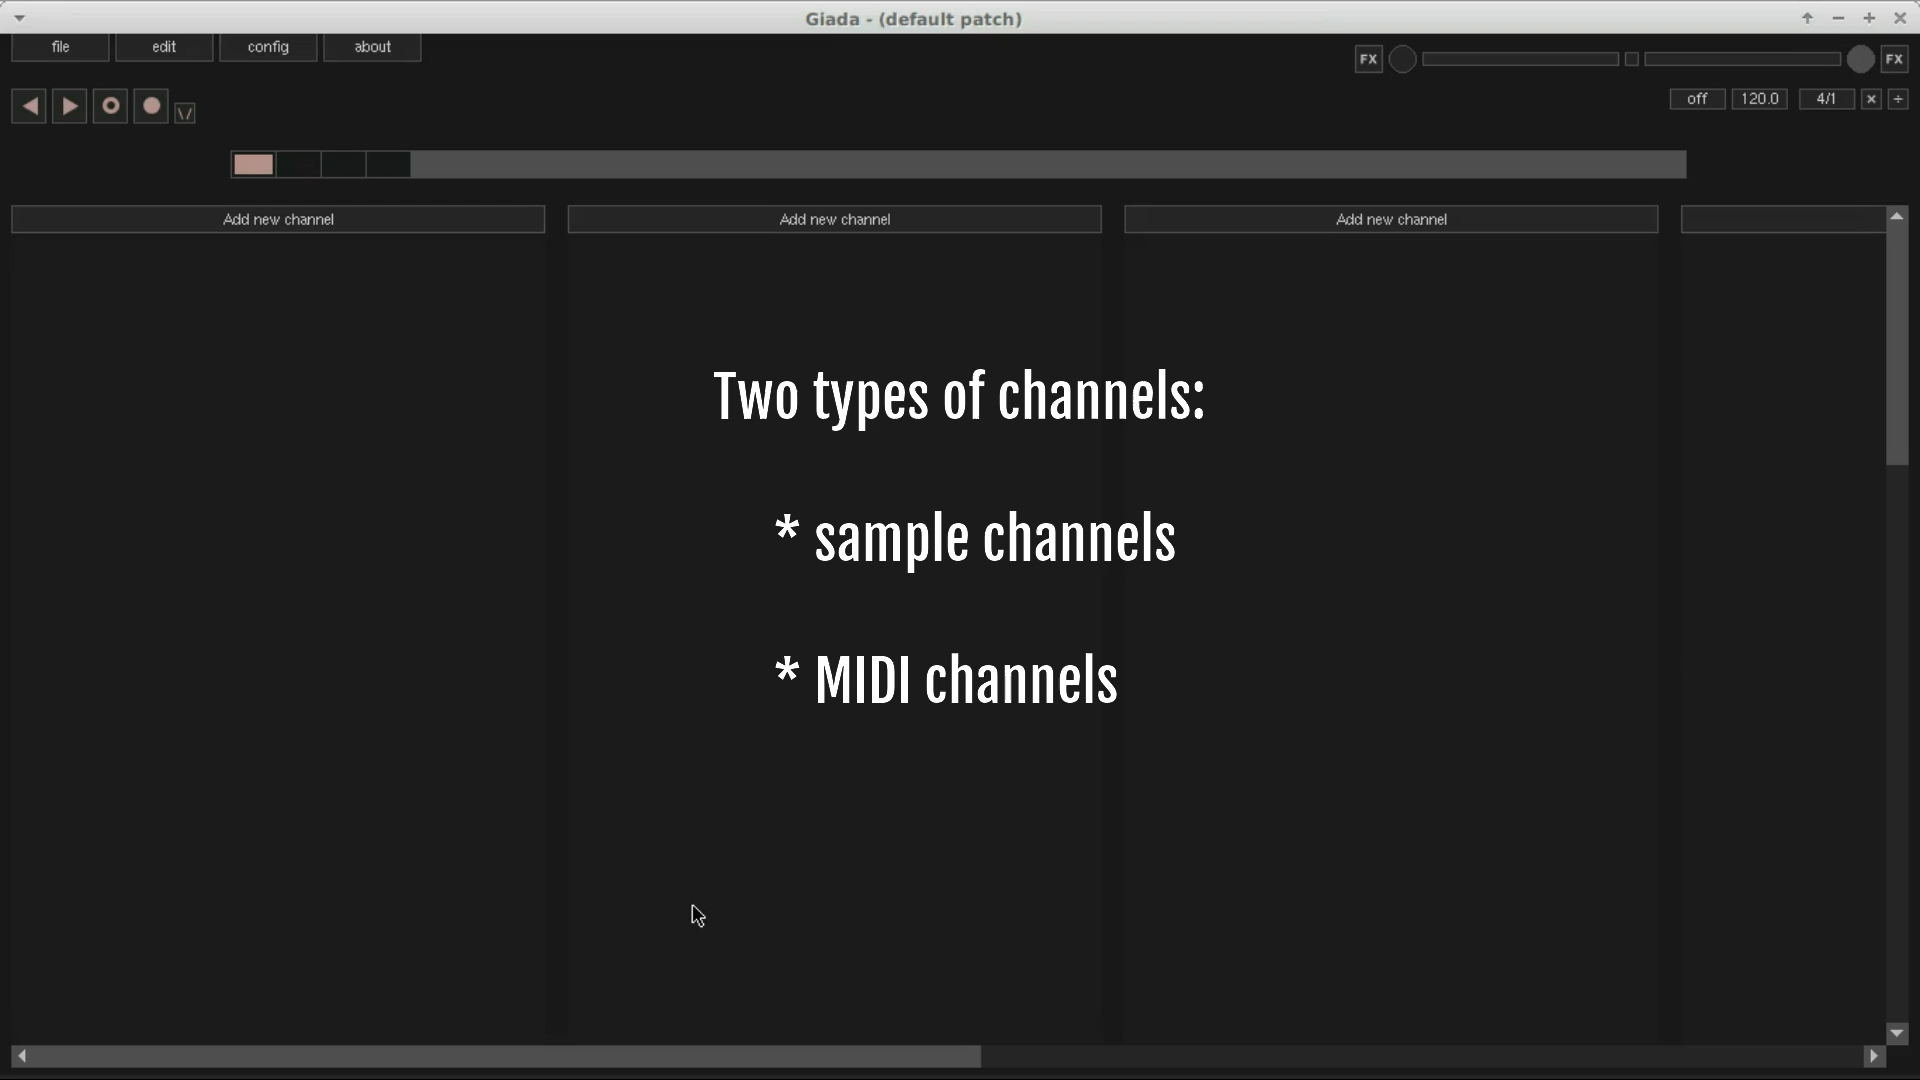 Giada - (default patch)
file edit config about
FX FX
off 120.0 4/1 × ÷
Add new channel Add new channel Add new channel
Two types of channels:
* sample channels
* MIDI channels